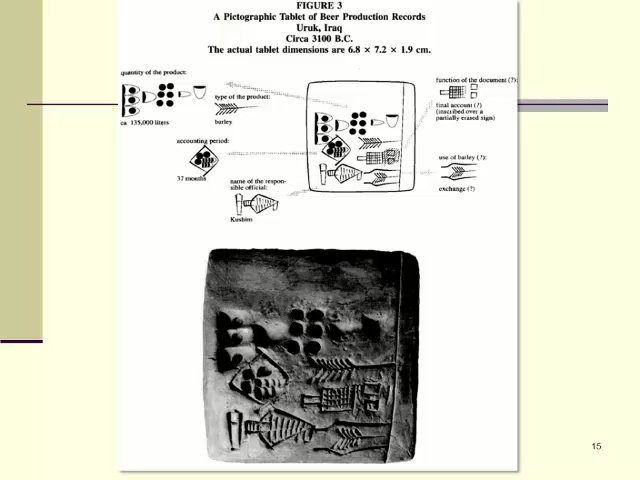 FIGURE 3
A Pictographic Tablet of Beer Production Records
Uruk, Iraq
Circa 3100 B.C.
The actual tablet dimensions are 6.8 × 7.2 × 1.9 cm.
quantity of the product:
ca 135,000 liters
type of the product:
barley
accounting period:
37 months
name of the respon-
sible official:
Kushim
function of the document (?):
final account (?)
(inscribed over a
partially erased sign)
use of barley (?):
exchange (?)
15